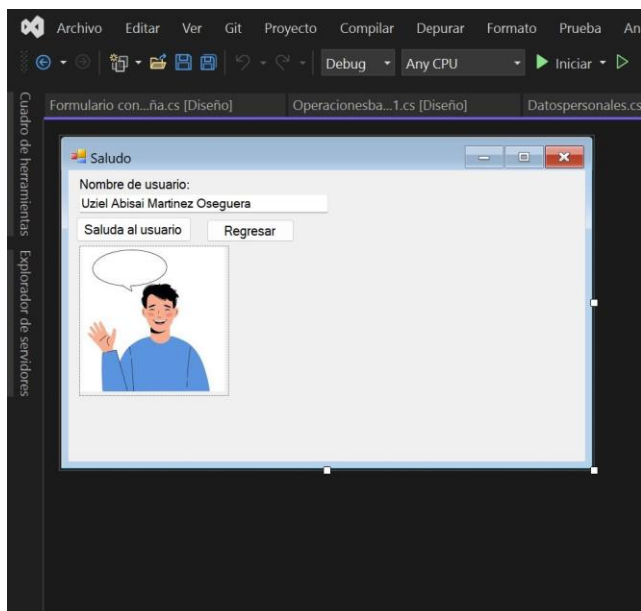 Archivo Editar Ver Git Proyecto Compilar Depurar Formato Prueba An
Debug Any CPU Iniciar
Formulario con...ña.cs [Diseño] Operacionesba...1.cs [Diseño] Datospersonales.cs
Cuadro de herramientas
Explorador de servidores
Saludo
Nombre de usuario:
Uziel Abisai Martinez Oseguera
Saluda al usuario Regresar